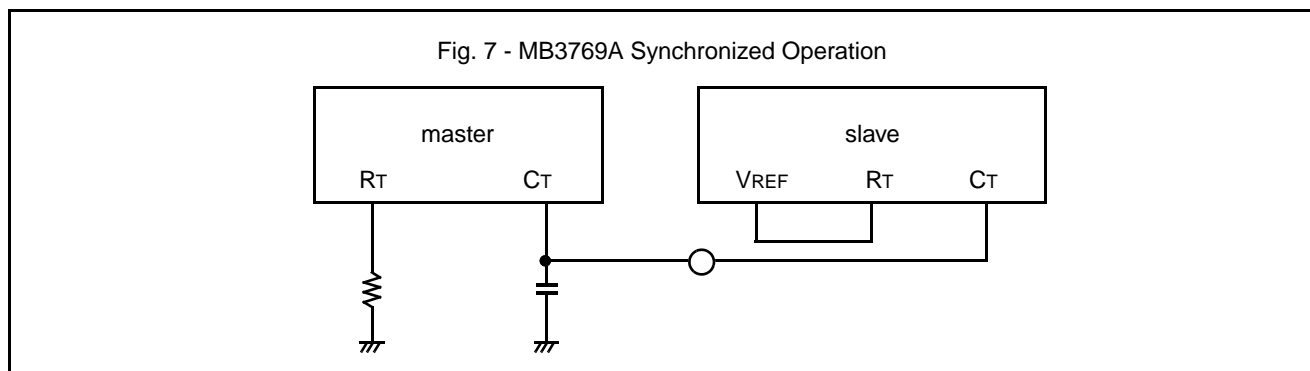 Fig. 7 - MB3769A Synchronized Operation
master
slave
RT
CT
VREF
RT
CT